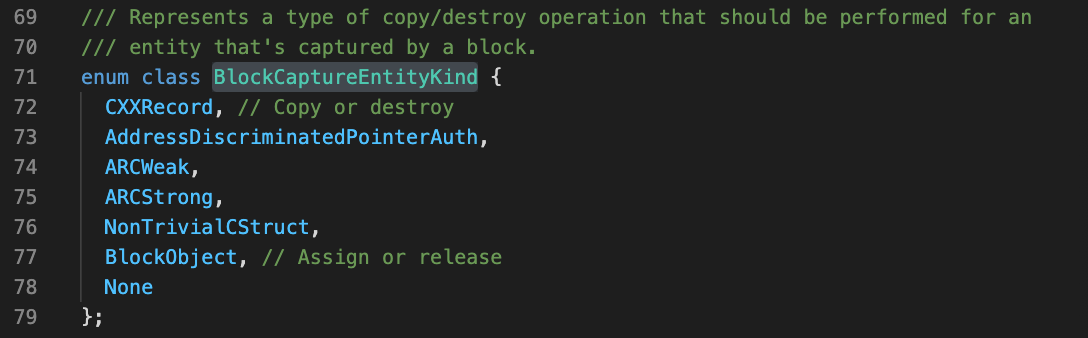 69 /// Represents a type of copy/destroy operation that should be performed for an
70 /// entity that's captured by a block.
71 enum class BlockCaptureEntityKind {
72 CXXRecord, // Copy or destroy
73 AddressDiscriminatedPointerAuth,
74 ARCWeak,
75 ARCStrong,
76 NonTrivialCStruct,
77 BlockObject, // Assign or release
78 None
79 };